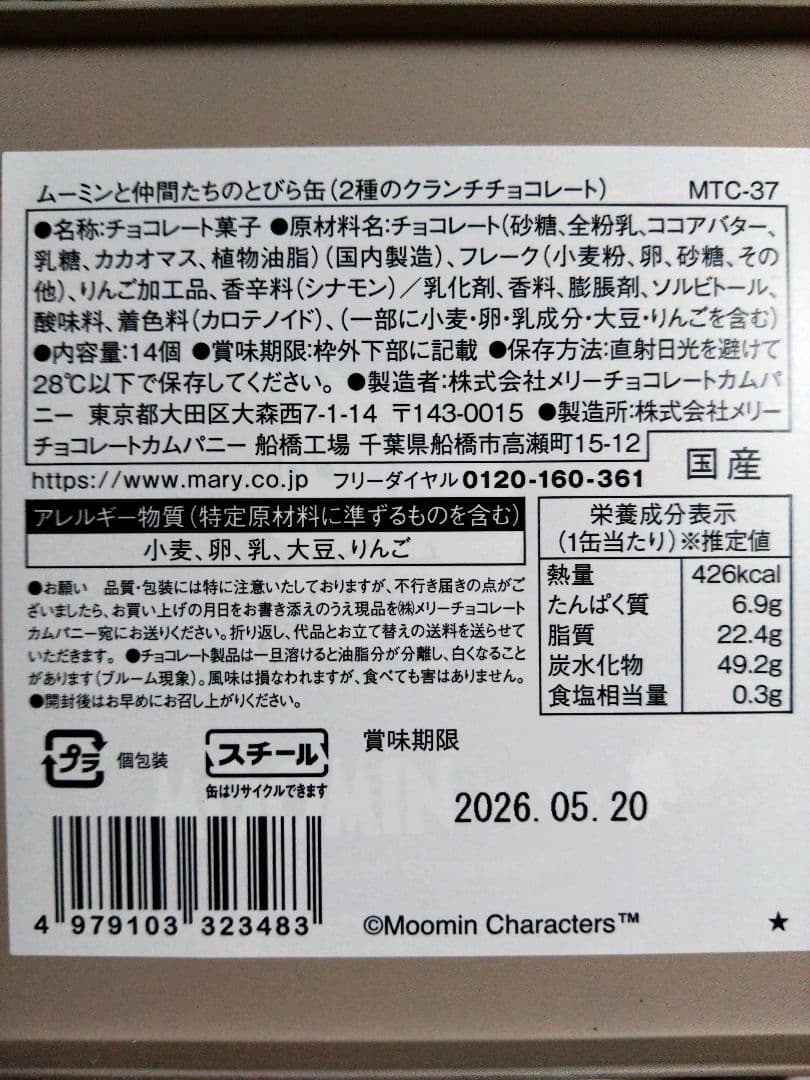 ムーミンと仲間たちのとびら缶(2種のクランチチョコレート) MTC-37
●名称:チョコレート菓子 ●原材料名:チョコレート(砂糖、全粉乳、ココアバター、
乳糖、カカオマス、植物油脂)(国内製造)、フレーク(小麦粉、卵、砂糖、その
他)、りんご加工品、香辛料(シナモン)/乳化剤、香料、膨脹剤、ソルビトール、
酸味料、着色料(カロテノイド)、(一部に小麦・卵・乳成分・大豆・りんごを含む)
●内容量:14個 ●賞味期限:枠外下部に記載 ●保存方法:直射日光を避けて
28℃以下で保存してください。 ●製造者:株式会社メリーチョコレートカムパ
ニー 東京都大田区大森西7-1-14 〒143-0015 ●製造所:株式会社メリー
チョコレートカムパニー 船橋工場 千葉県船橋市高瀬町15-12
国産
https://www.mary.co.jp フリーダイヤル0120-160-361
アレルギー物質(特定原材料に準ずるものを含む)
小麦、卵、乳、大豆、りんご
●お願い 品質・包装には特に注意いたしておりますが、不行き届きの点がご
ざいましたら、お買い上げの月日をお書き添えのうえ現品を㈱メリーチョコレート
カムパニー宛にお送りください。折り返し、代品とお立て替えの送料を送らせて
いただきます。 ●チョコレート製品は一旦溶けると油脂分が分離し、白くなること
があります(ブルーム現象)。風味は損なわれますが、食べても害はありません。
●開封後はお早めにお召し上がりください。
栄養成分表示
(1缶当たり)※推定値
熱量 426kcal
たんぱく質 6.9g
脂質 22.4g
炭水化物 49.2g
食塩相当量 0.3g
プラ 個包装
スチール
缶はリサイクルできます
賞味期限
2026.05.20
4 979103 323483
©Moomin Characters™ ★